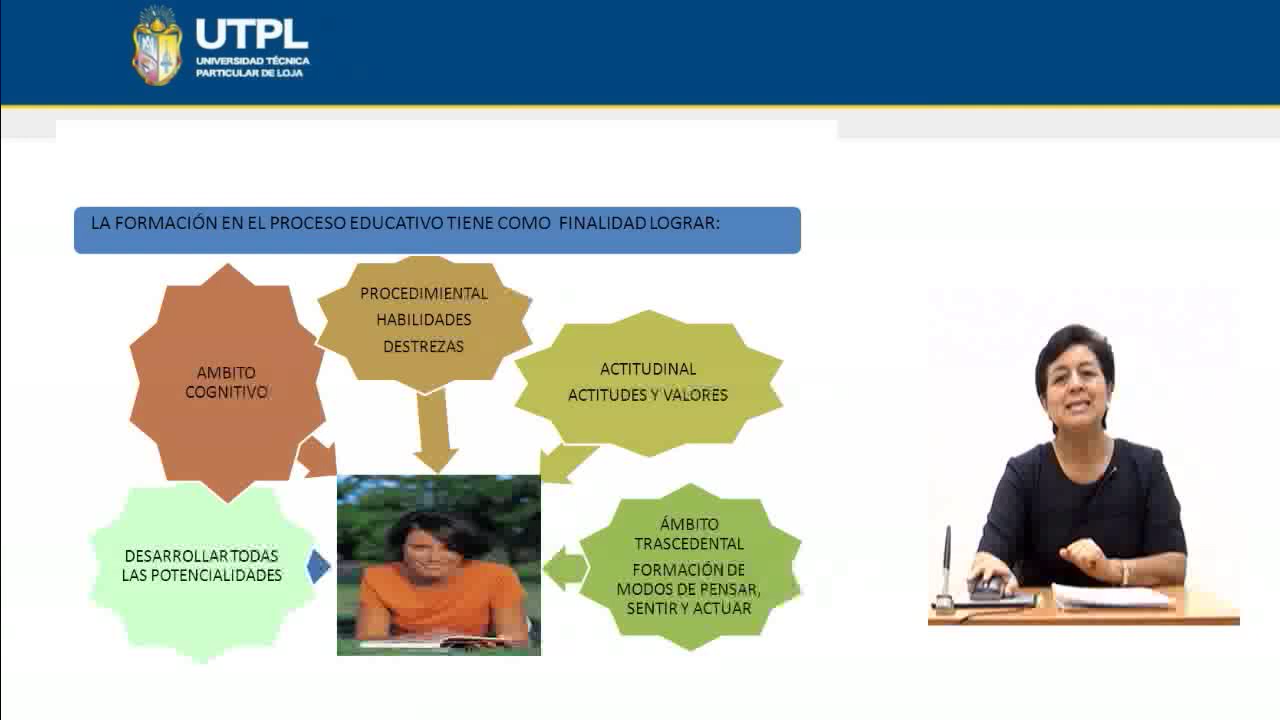 UTPL
UNIVERSIDAD TÉCNICA
PARTICULAR DE LOJA
LA FORMACIÓN EN EL PROCESO EDUCATIVO TIENE COMO FINALIDAD LOGRAR:
AMBITO
COGNITIVO
PROCEDIMIENTAL
HABILIDADES
DESTREZAS
ACTITUDINAL
ACTITUDES Y VALORES
DESARROLLAR TODAS
LAS POTENCIALIDADES
ÁMBITO
TRASCEDENTAL
FORMACIÓN DE
MODOS DE PENSAR,
SENTIR Y ACTUAR